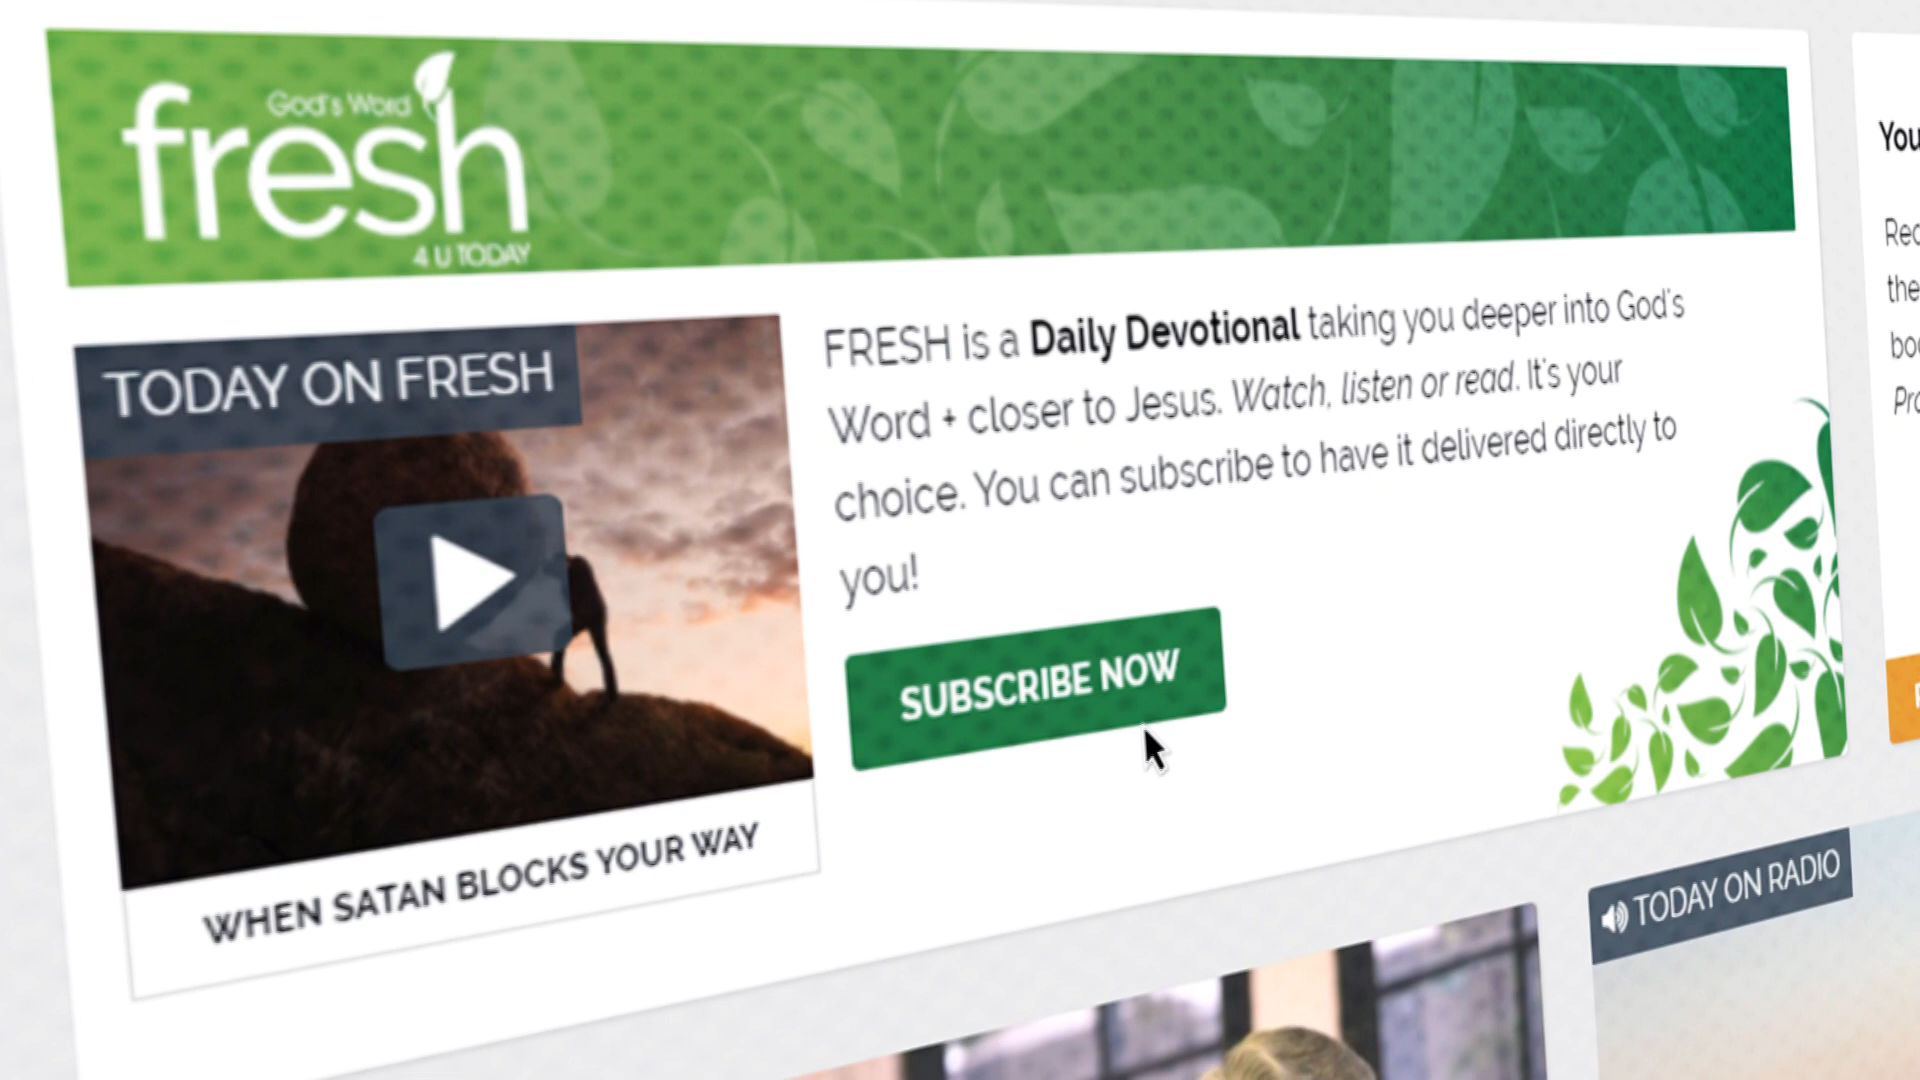 God's Word
fresh
4 U TODAY
TODAY ON FRESH
WHEN SATAN BLOCKS YOUR WAY
FRESH is a Daily Devotional taking you deeper into God's
Word + closer to Jesus. Watch, listen or read. It's your
choice. You can subscribe to have it delivered directly to
you!
SUBSCRIBE NOW
TODAY ON RADIO
You
the